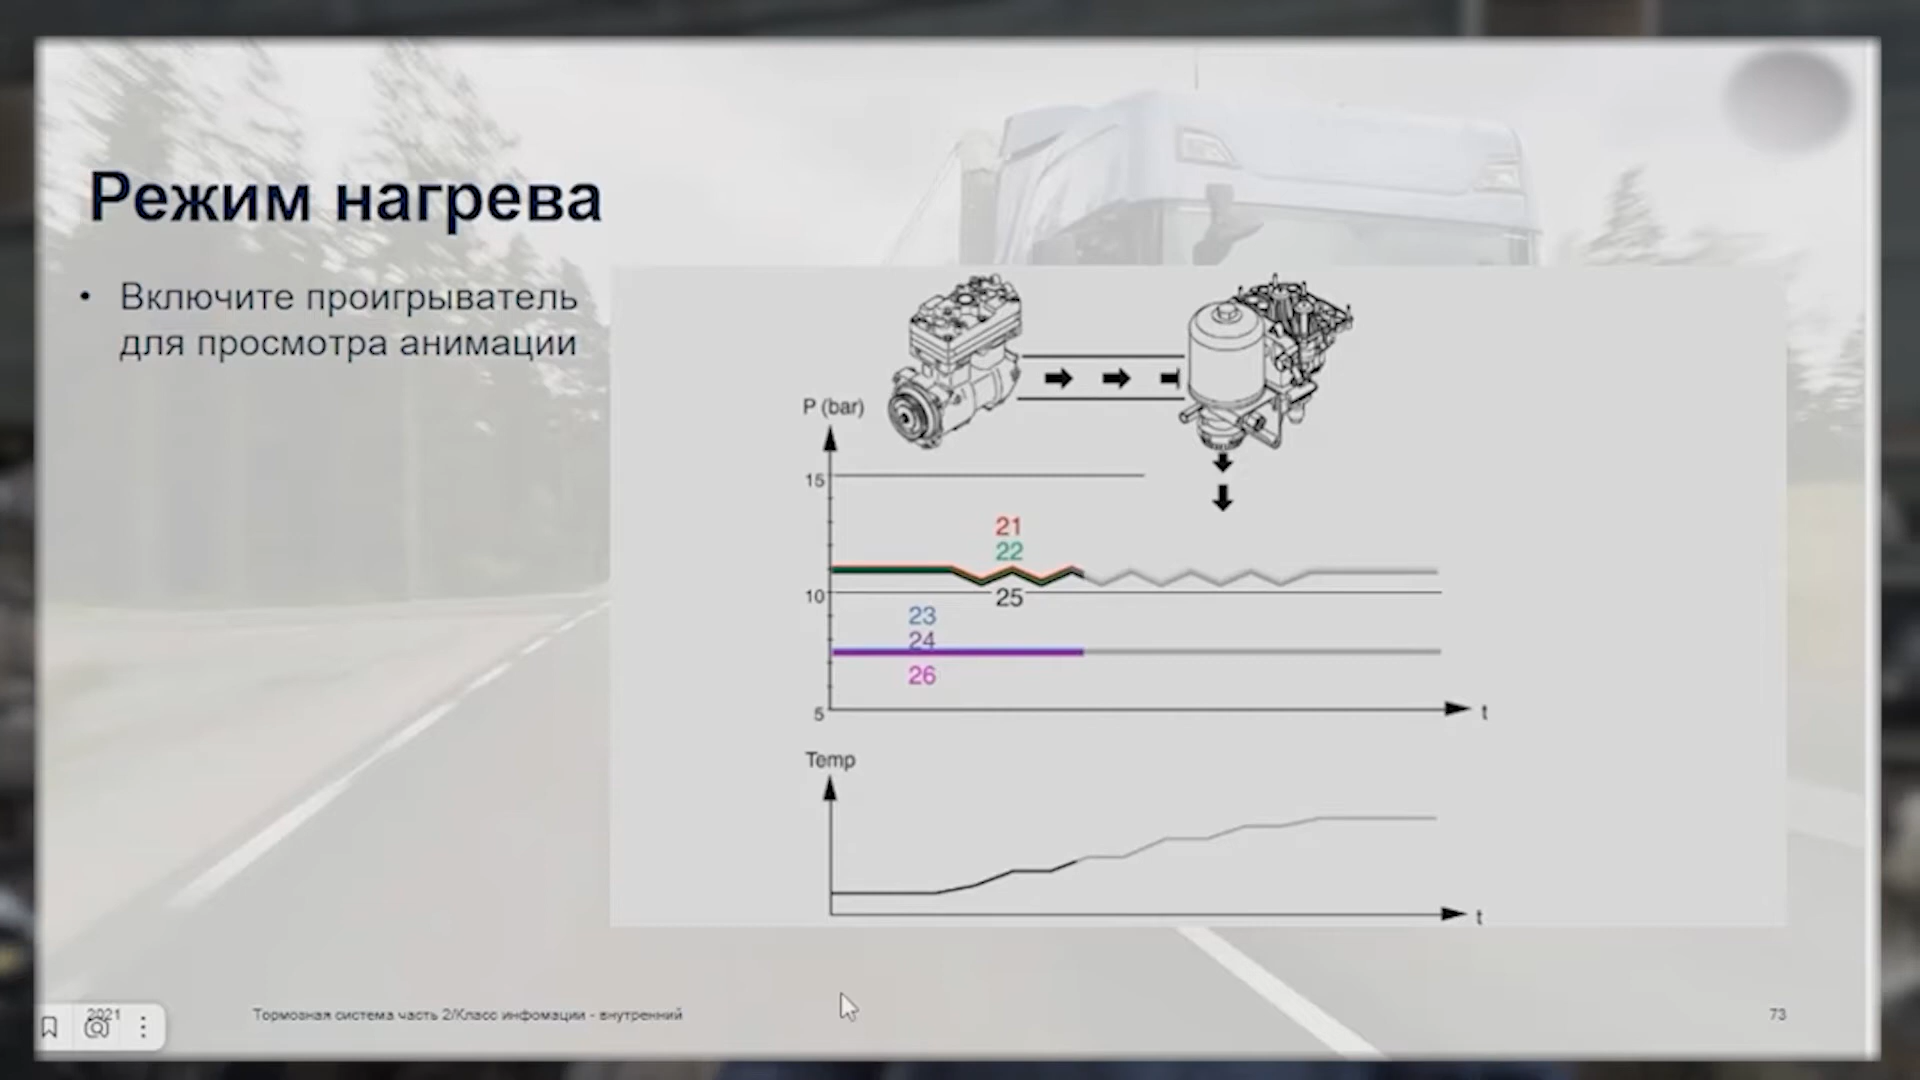 Режим нагрева
• Включите проигрыватель
для просмотра анимации
P (bar)
15
21
22
10
25
23
24
26
5
t
Temp
t
2021
Тормозная система часть 2/Класс инфомации - внутренний
73